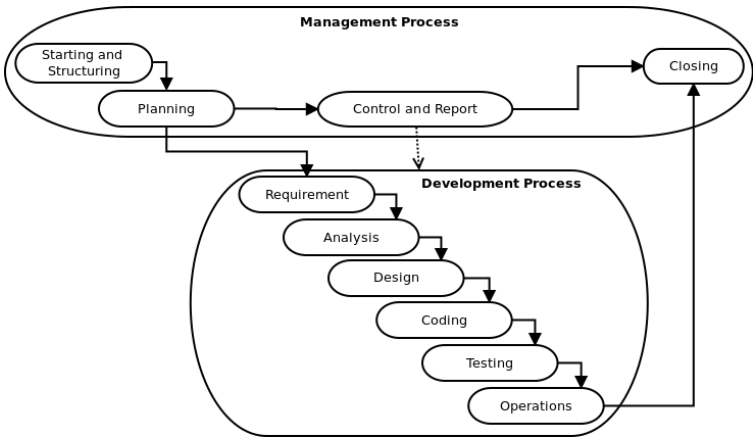 Management Process
Starting and
Structuring
Closing
Planning
Control and Report
Development Process
Requirement
Analysis
Design
Coding
Testing
Operations